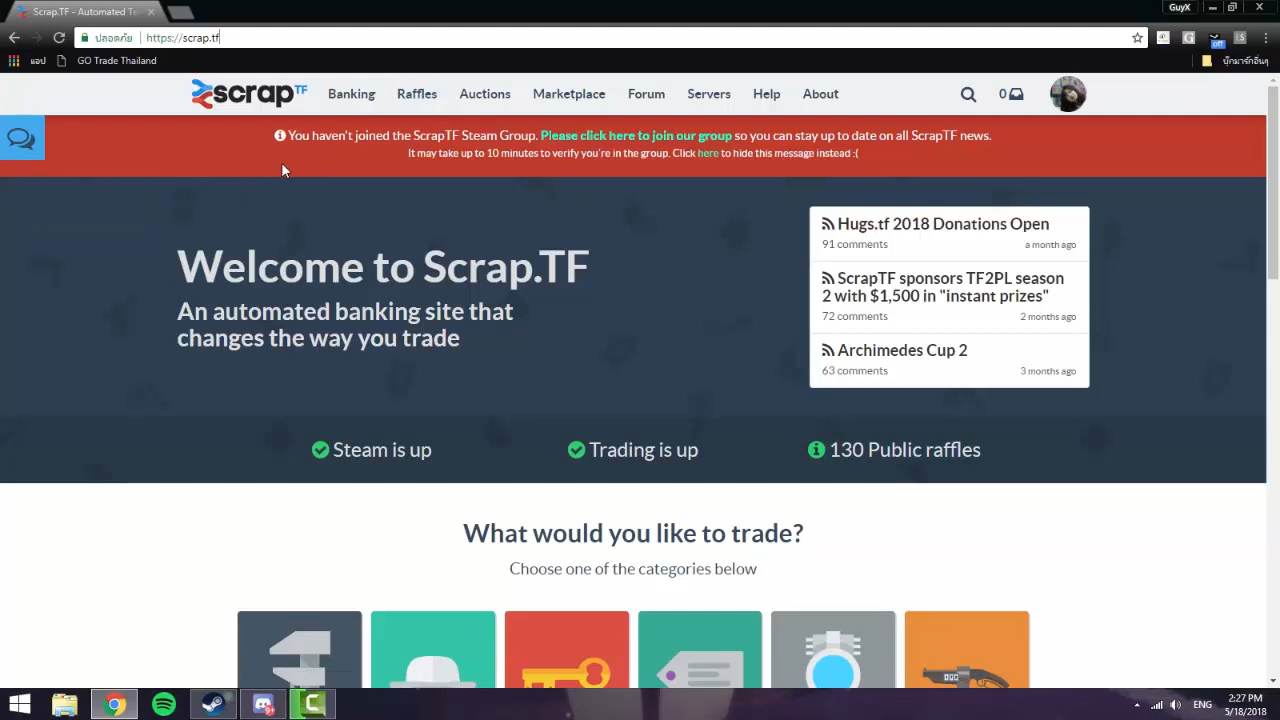 Scrap.TF - Automated Te
GuyX
ปลอดภัย
https://scrap.tf
off
แอป
GO Trade Thailand
บุ๊กมาร์กอื่นๆ
scrap TF
Banking
Raffles
Auctions
Marketplace
Forum
Servers
Help
About
0
You haven't joined the ScrapTF Steam Group. Please click here to join our group so you can stay up to date on all ScrapTF news.
It may take up to 10 minutes to verify you're in the group. Click here to hide this message instead :(
Welcome to Scrap.TF
An automated banking site that
changes the way you trade
Hugs.tf 2018 Donations Open
91 comments
a month ago
ScrapTF sponsors TF2PL season
2 with $1,500 in "instant prizes"
72 comments
2 months ago
Archimedes Cup 2
63 comments
3 months ago
Steam is up
Trading is up
130 Public raffles
What would you like to trade?
Choose one of the categories below
9+
ENG
2:27 PM
5/18/2018